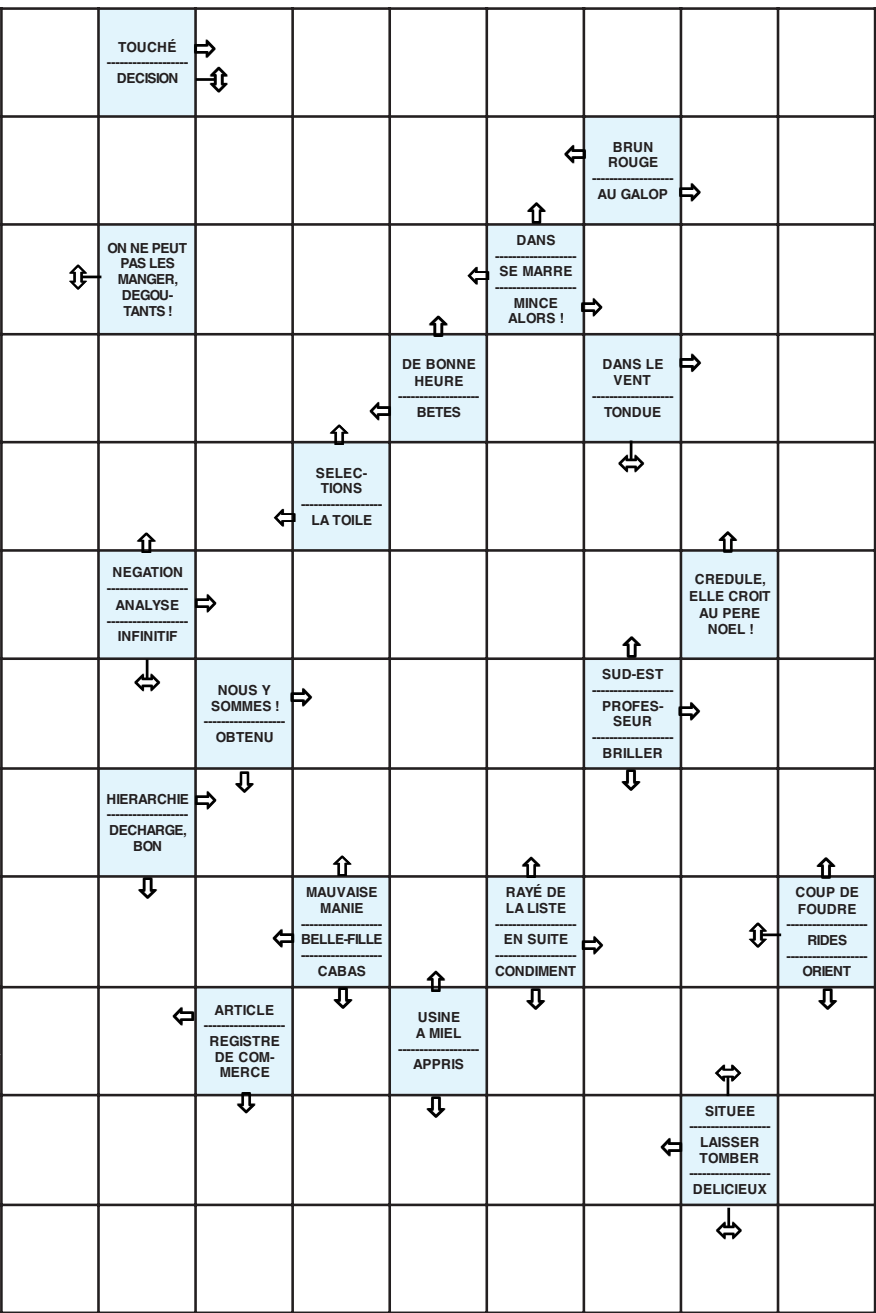 TOUCHÉ
DECISION
BRUN
ROUGE
AU GALOP
ON NE PEUT
PAS LES
MANGER,
DEGOU-
TANTS !
DANS
SE MARRE
MINCE
ALORS !
DE BONNE
HEURE
BETES
DANS LE
VENT
TONDUE
SELEC-
TIONS
LA TOILE
NEGATION
ANALYSE
INFINITIF
CREDULE,
ELLE CROIT
AU PERE
NOEL !
NOUS Y
SOMMES !
OBTENU
SUD-EST
PROFES-
SEUR
BRILLER
HIERARCHIE
DECHARGE,
BON
MAUVAISE
MANIE
BELLE-FILLE
CABAS
RAYÉ DE
LA LISTE
EN SUITE
CONDIMENT
COUP DE
FOUDRE
RIDES
ORIENT
ARTICLE
REGISTRE
DE COM-
MERCE
USINE
A MIEL
APPRIS
SITUEE
LAISSER
TOMBER
DELICIEUX